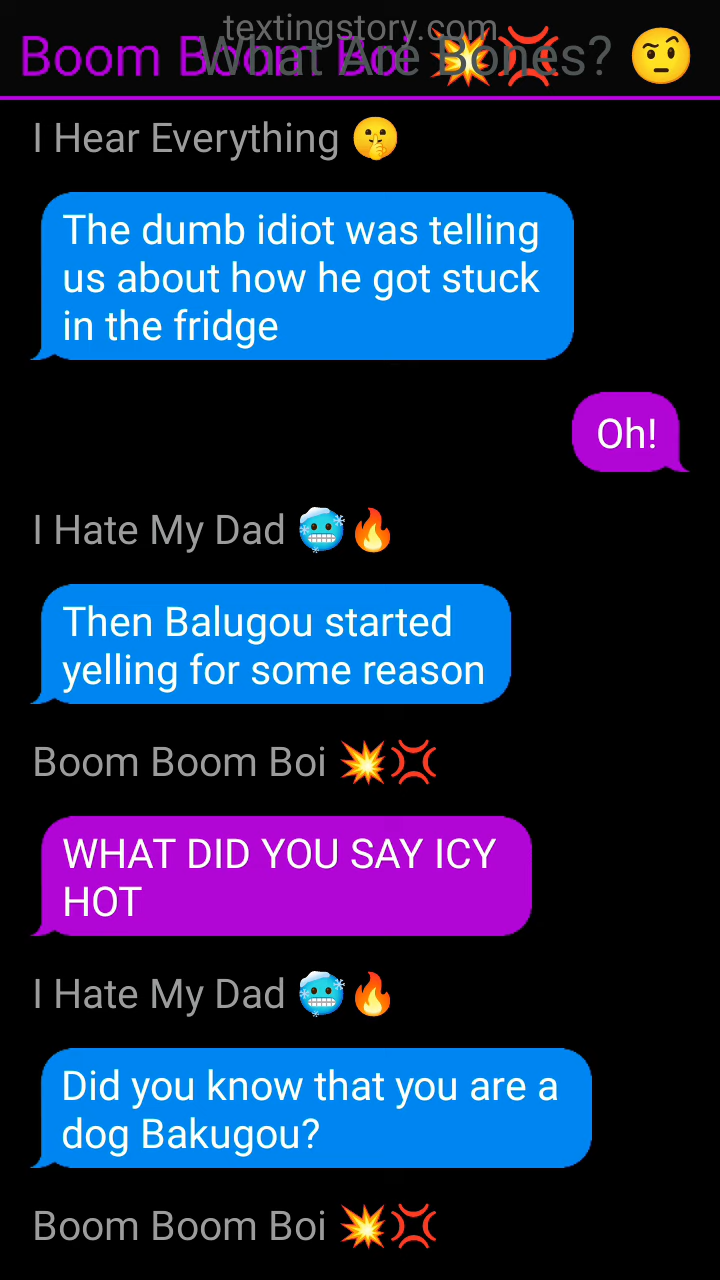 textingstory.com
Boom Boom Boi 💥💢
What Are Bones? 🤨
I Hear Everything 🤫
The dumb idiot was telling
us about how he got stuck
in the fridge
Oh!
I Hate My Dad 🥶🔥
Then Balugou started
yelling for some reason
Boom Boom Boi 💥💢
WHAT DID YOU SAY ICY
HOT
I Hate My Dad 🥶🔥
Did you know that you are a
dog Bakugou?
Boom Boom Boi 💥💢